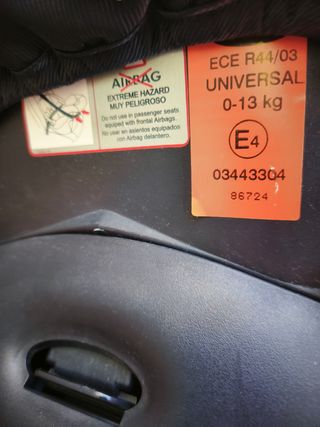 AIRBAG
EXTREME HAZARD
MUY PELIGROSO
Do not use in passenger seats
equiped with frontal Airbags.
No usar en asientos equipados
con Airbag delantero.
ECE R44/03
UNIVERSAL
0-13 kg
E4
03443304
86724